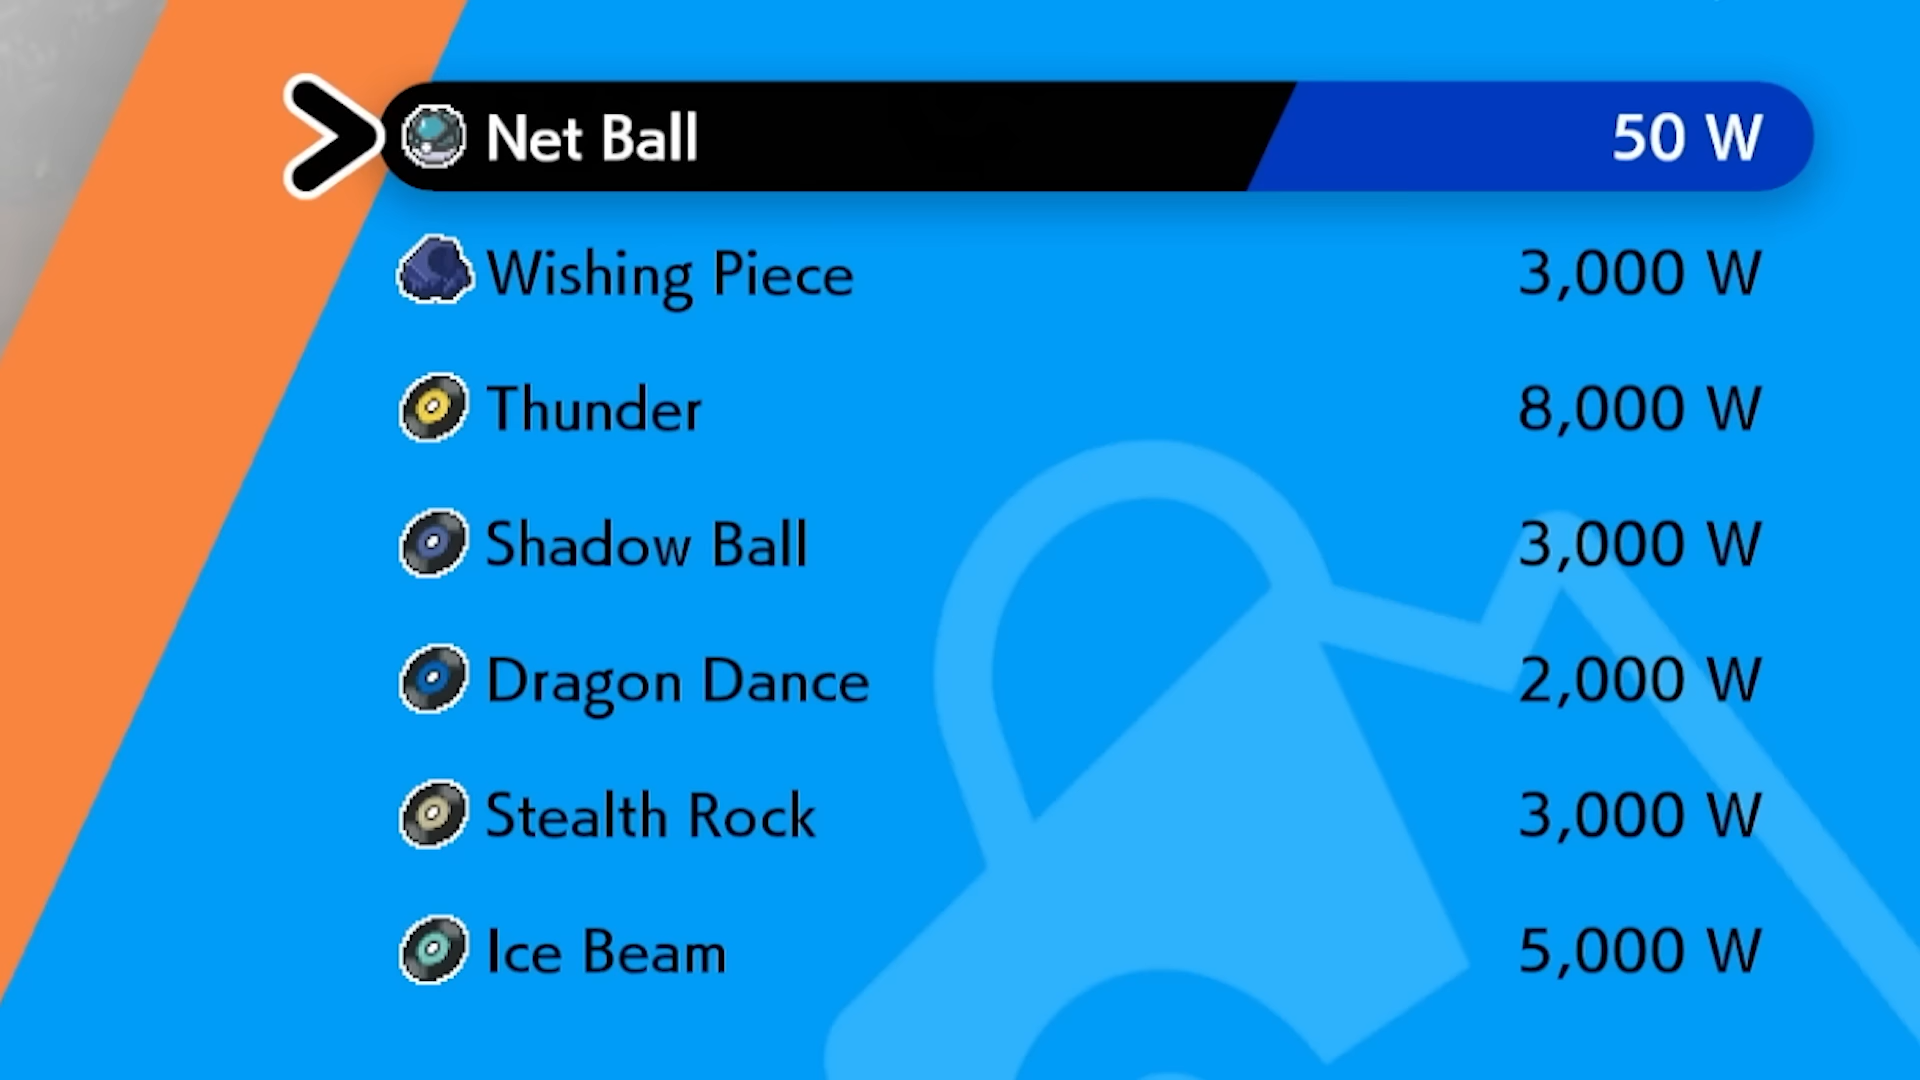 Net Ball 50 W
Wishing Piece 3,000 W
Thunder 8,000 W
Shadow Ball 3,000 W
Dragon Dance 2,000 W
Stealth Rock 3,000 W
Ice Beam 5,000 W